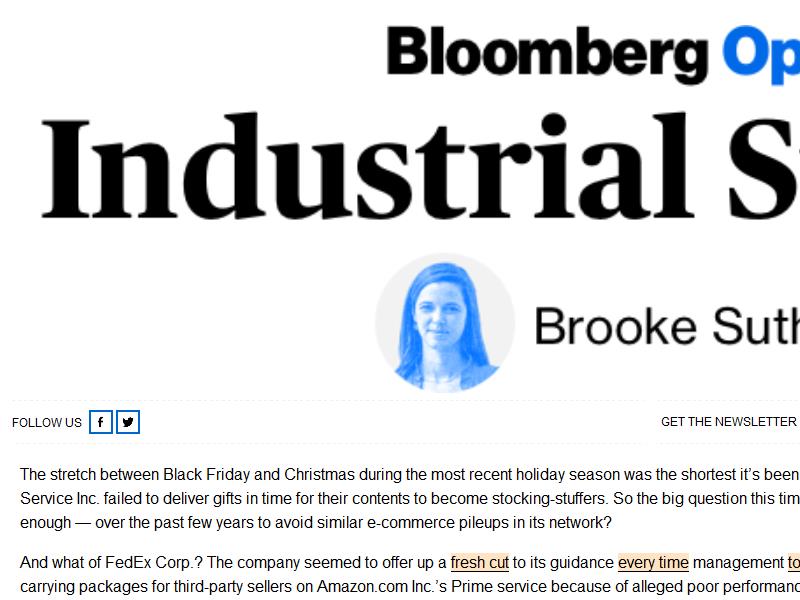 Bloomberg Op
Industrial S
Brooke Suth
FOLLOW US
GET THE NEWSLETTER
The stretch between Black Friday and Christmas during the most recent holiday season was the shortest it’s been
Service Inc. failed to deliver gifts in time for their contents to become stocking-stuffers. So the big question this tim
enough — over the past few years to avoid similar e-commerce pileups in its network?
And what of FedEx Corp.? The company seemed to offer up a fresh cut to its guidance every time management to
carrying packages for third-party sellers on Amazon.com Inc.’s Prime service because of alleged poor performanc